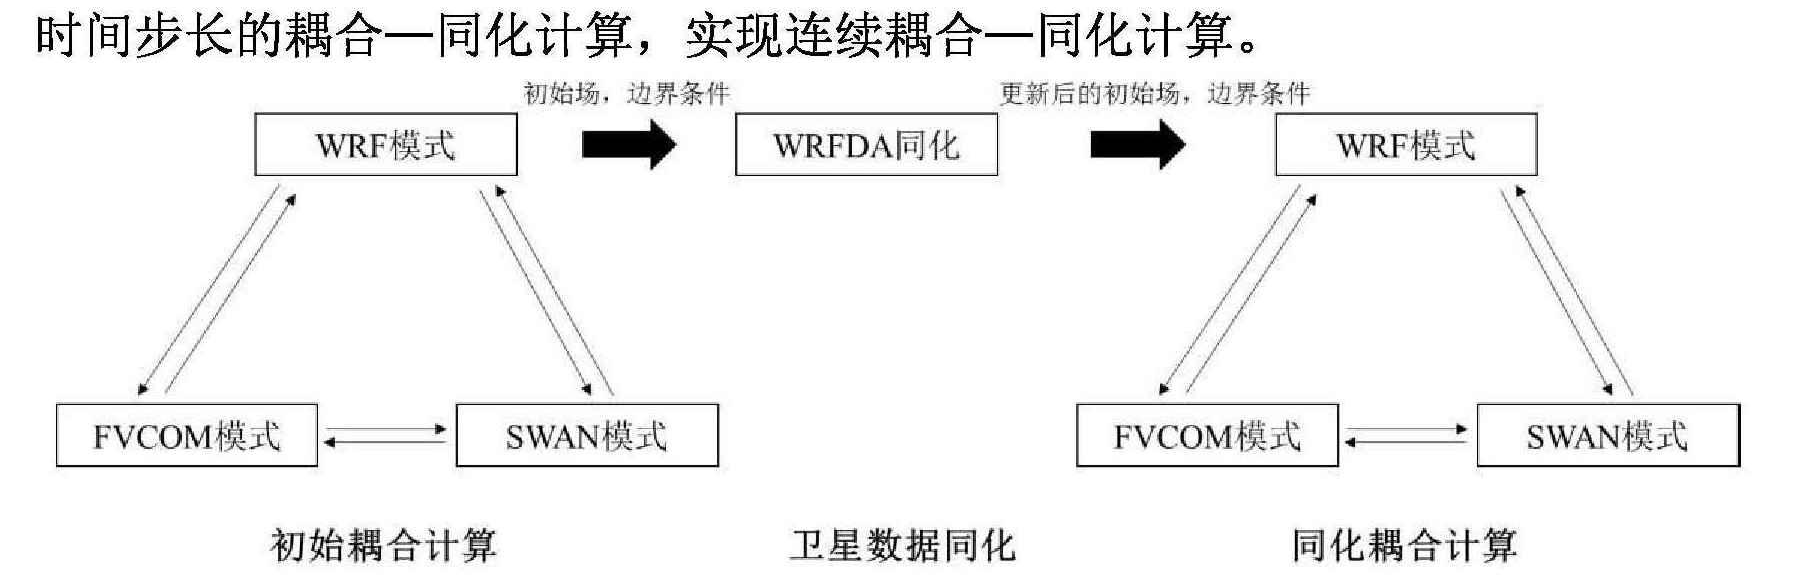 时间步长的耦合—同化计算，实现连续耦合—同化计算。
初始场，边界条件
更新后的初始场，边界条件
WRF模式
WRFDA同化
WRF模式
FVCOM模式
SWAN模式
FVCOM模式
SWAN模式
初始耦合计算
卫星数据同化
同化耦合计算